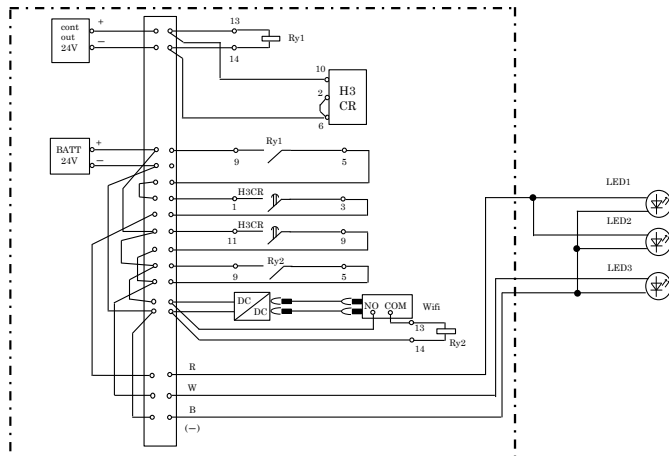 cont
out
24V
+
−
13
14
Ry1
10
2
6
H3
CR
BATT
24V
+
−
Ry1
9
5
H3CR
1
3
H3CR
11
9
Ry2
9
5
DC
DC
NO COM
Wifi
13
14
Ry2
R
W
B
(−)
LED1
LED2
LED3